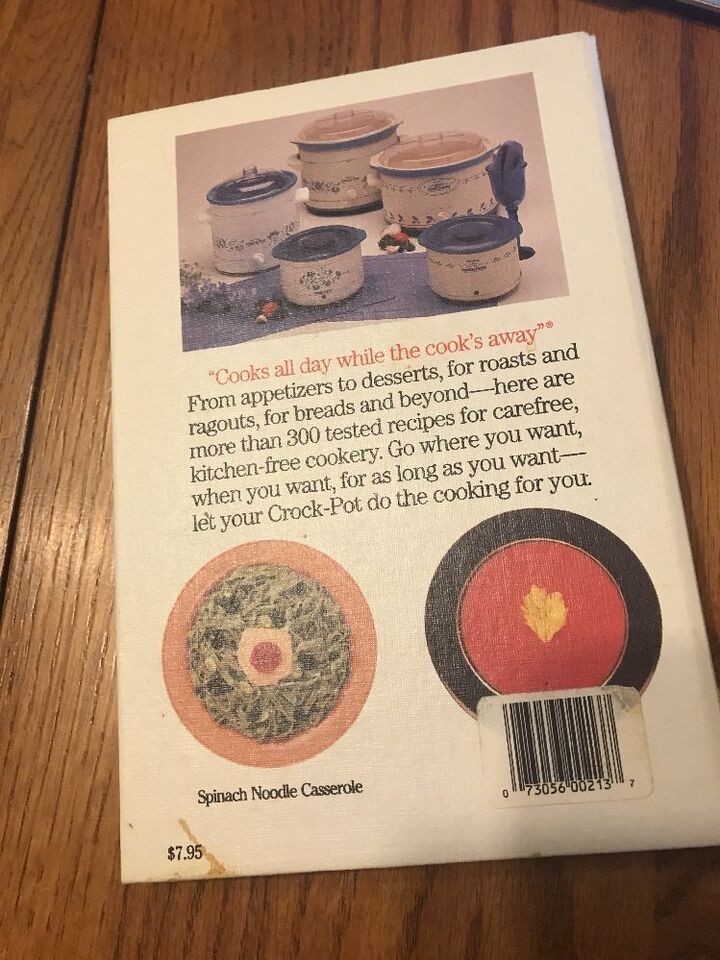 “Cooks all day while the cook’s away”®
From appetizers to desserts, for roasts and
ragouts, for breads and beyond—here are
more than 300 tested recipes for carefree,
kitchen-free cookery. Go where you want,
when you want, for as long as you want—
let your Crock-Pot do the cooking for you.
Spinach Noodle Casserole
0 73056 00213 7
$7.95